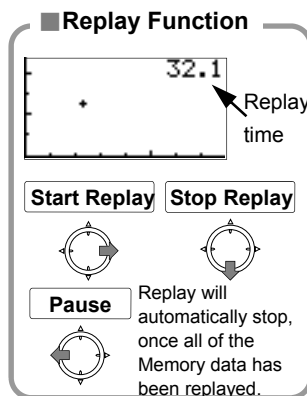 ■Replay Function
32.1
Replay
time
Start Replay
Stop Replay
Pause
Replay will
automatically stop,
once all of the
Memory data has
been replayed.